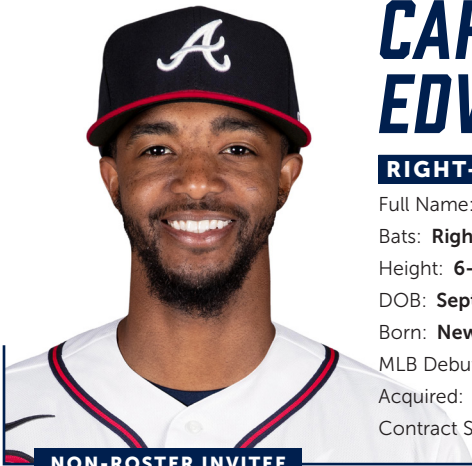 CAR
EDW
RIGHT-
Full Name:
Bats: Righ
Height: 6-
DOB: Sept
Born: New
MLB Debu
Acquired:
Contract S
A
NON-ROSTER INVITEE